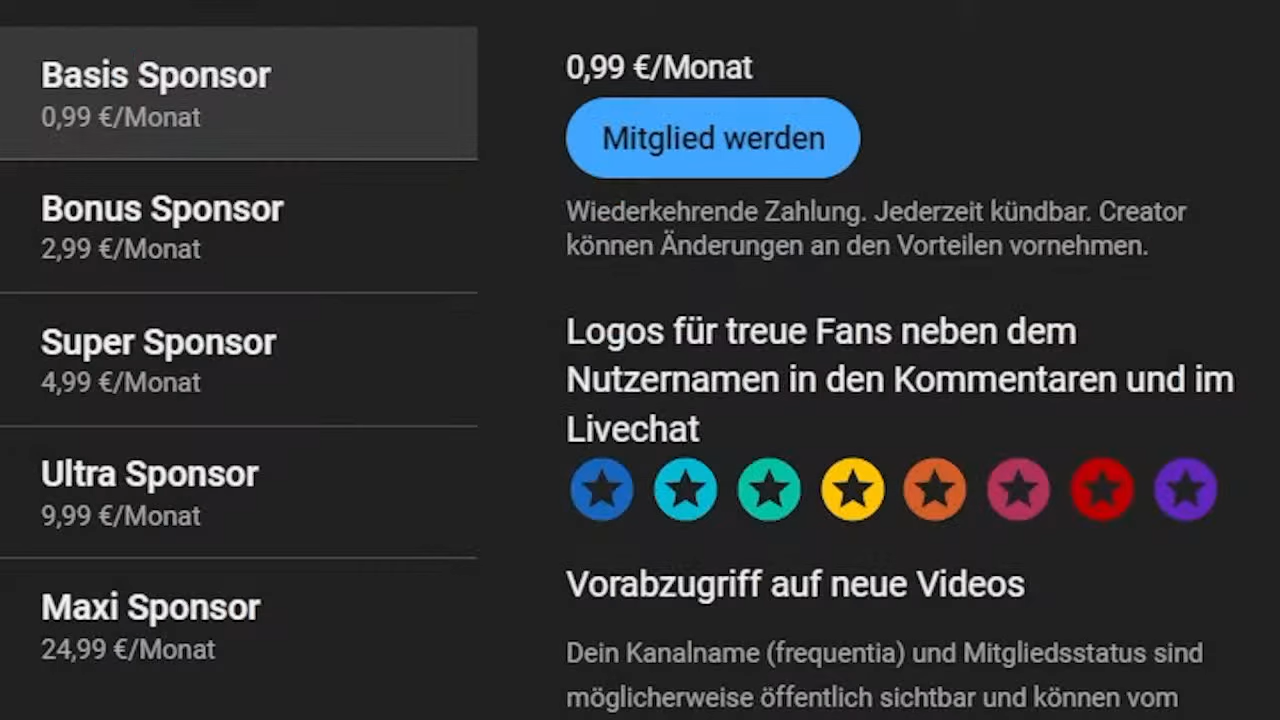 Basis Sponsor
0,99 €/Monat
Bonus Sponsor
2,99 €/Monat
Super Sponsor
4,99 €/Monat
Ultra Sponsor
9,99 €/Monat
Maxi Sponsor
24,99 €/Monat
0,99 €/Monat
Mitglied werden
Wiederkehrende Zahlung. Jederzeit kündbar. Creator
können Änderungen an den Vorteilen vornehmen.
Logos für treue Fans neben dem
Nutzernamen in den Kommentaren und im
Livechat
Vorabzugriff auf neue Videos
Dein Kanalname (frequentia) und Mitgliedsstatus sind
möglicherweise öffentlich sichtbar und können vom